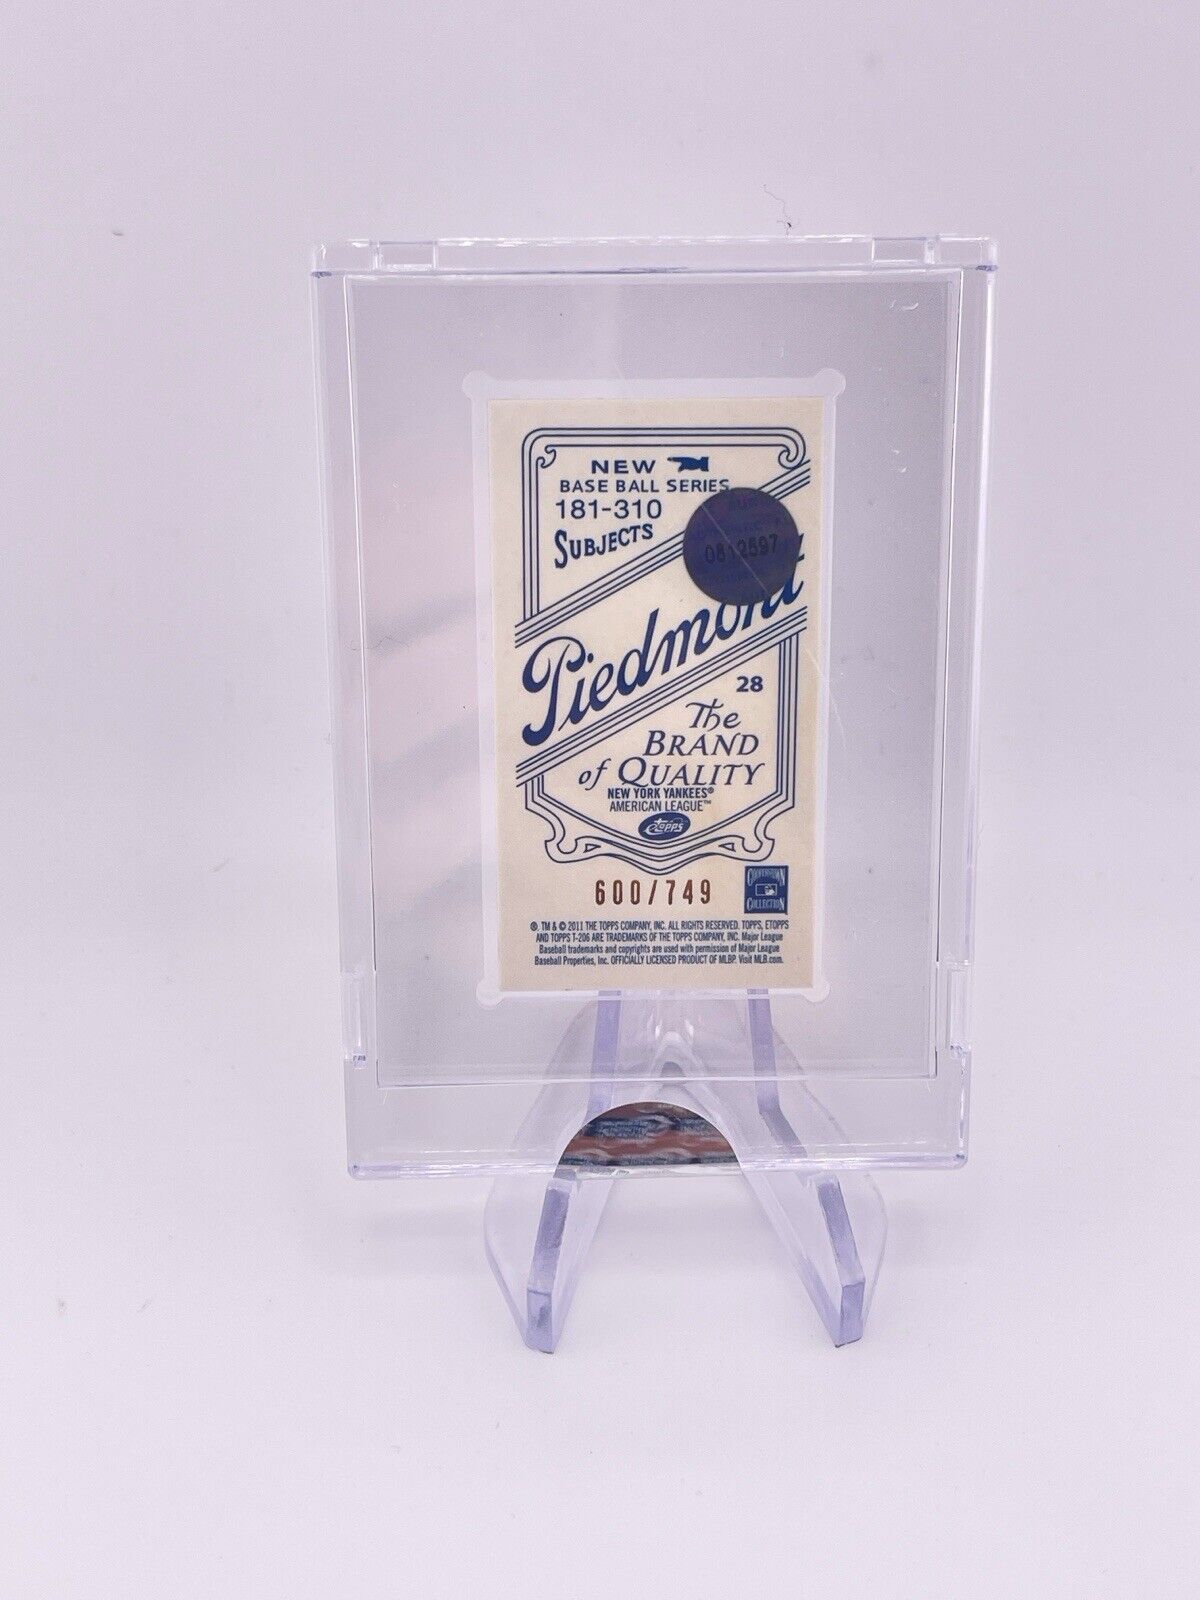 NEW
BASE BALL SERIES
181-310
SUBJECTS
0812597
Piedmont
28
The
BRAND
of QUALITY
NEW YORK YANKEES®
AMERICAN LEAGUE™
eTOPPS
600/749
COOPERSTOWN
COLLECTION
®, TM & © 2011 THE TOPPS COMPANY, INC. ALL RIGHTS RESERVED. TOPPS, ETOPPS
AND TOPPS T-206 ARE TRADEMARKS OF THE TOPPS COMPANY, INC. Major League
Baseball trademarks and copyrights are used with permission of Major League
Baseball Properties, Inc. OFFICIALLY LICENSED PRODUCT OF MLBP. Visit MLB.com.